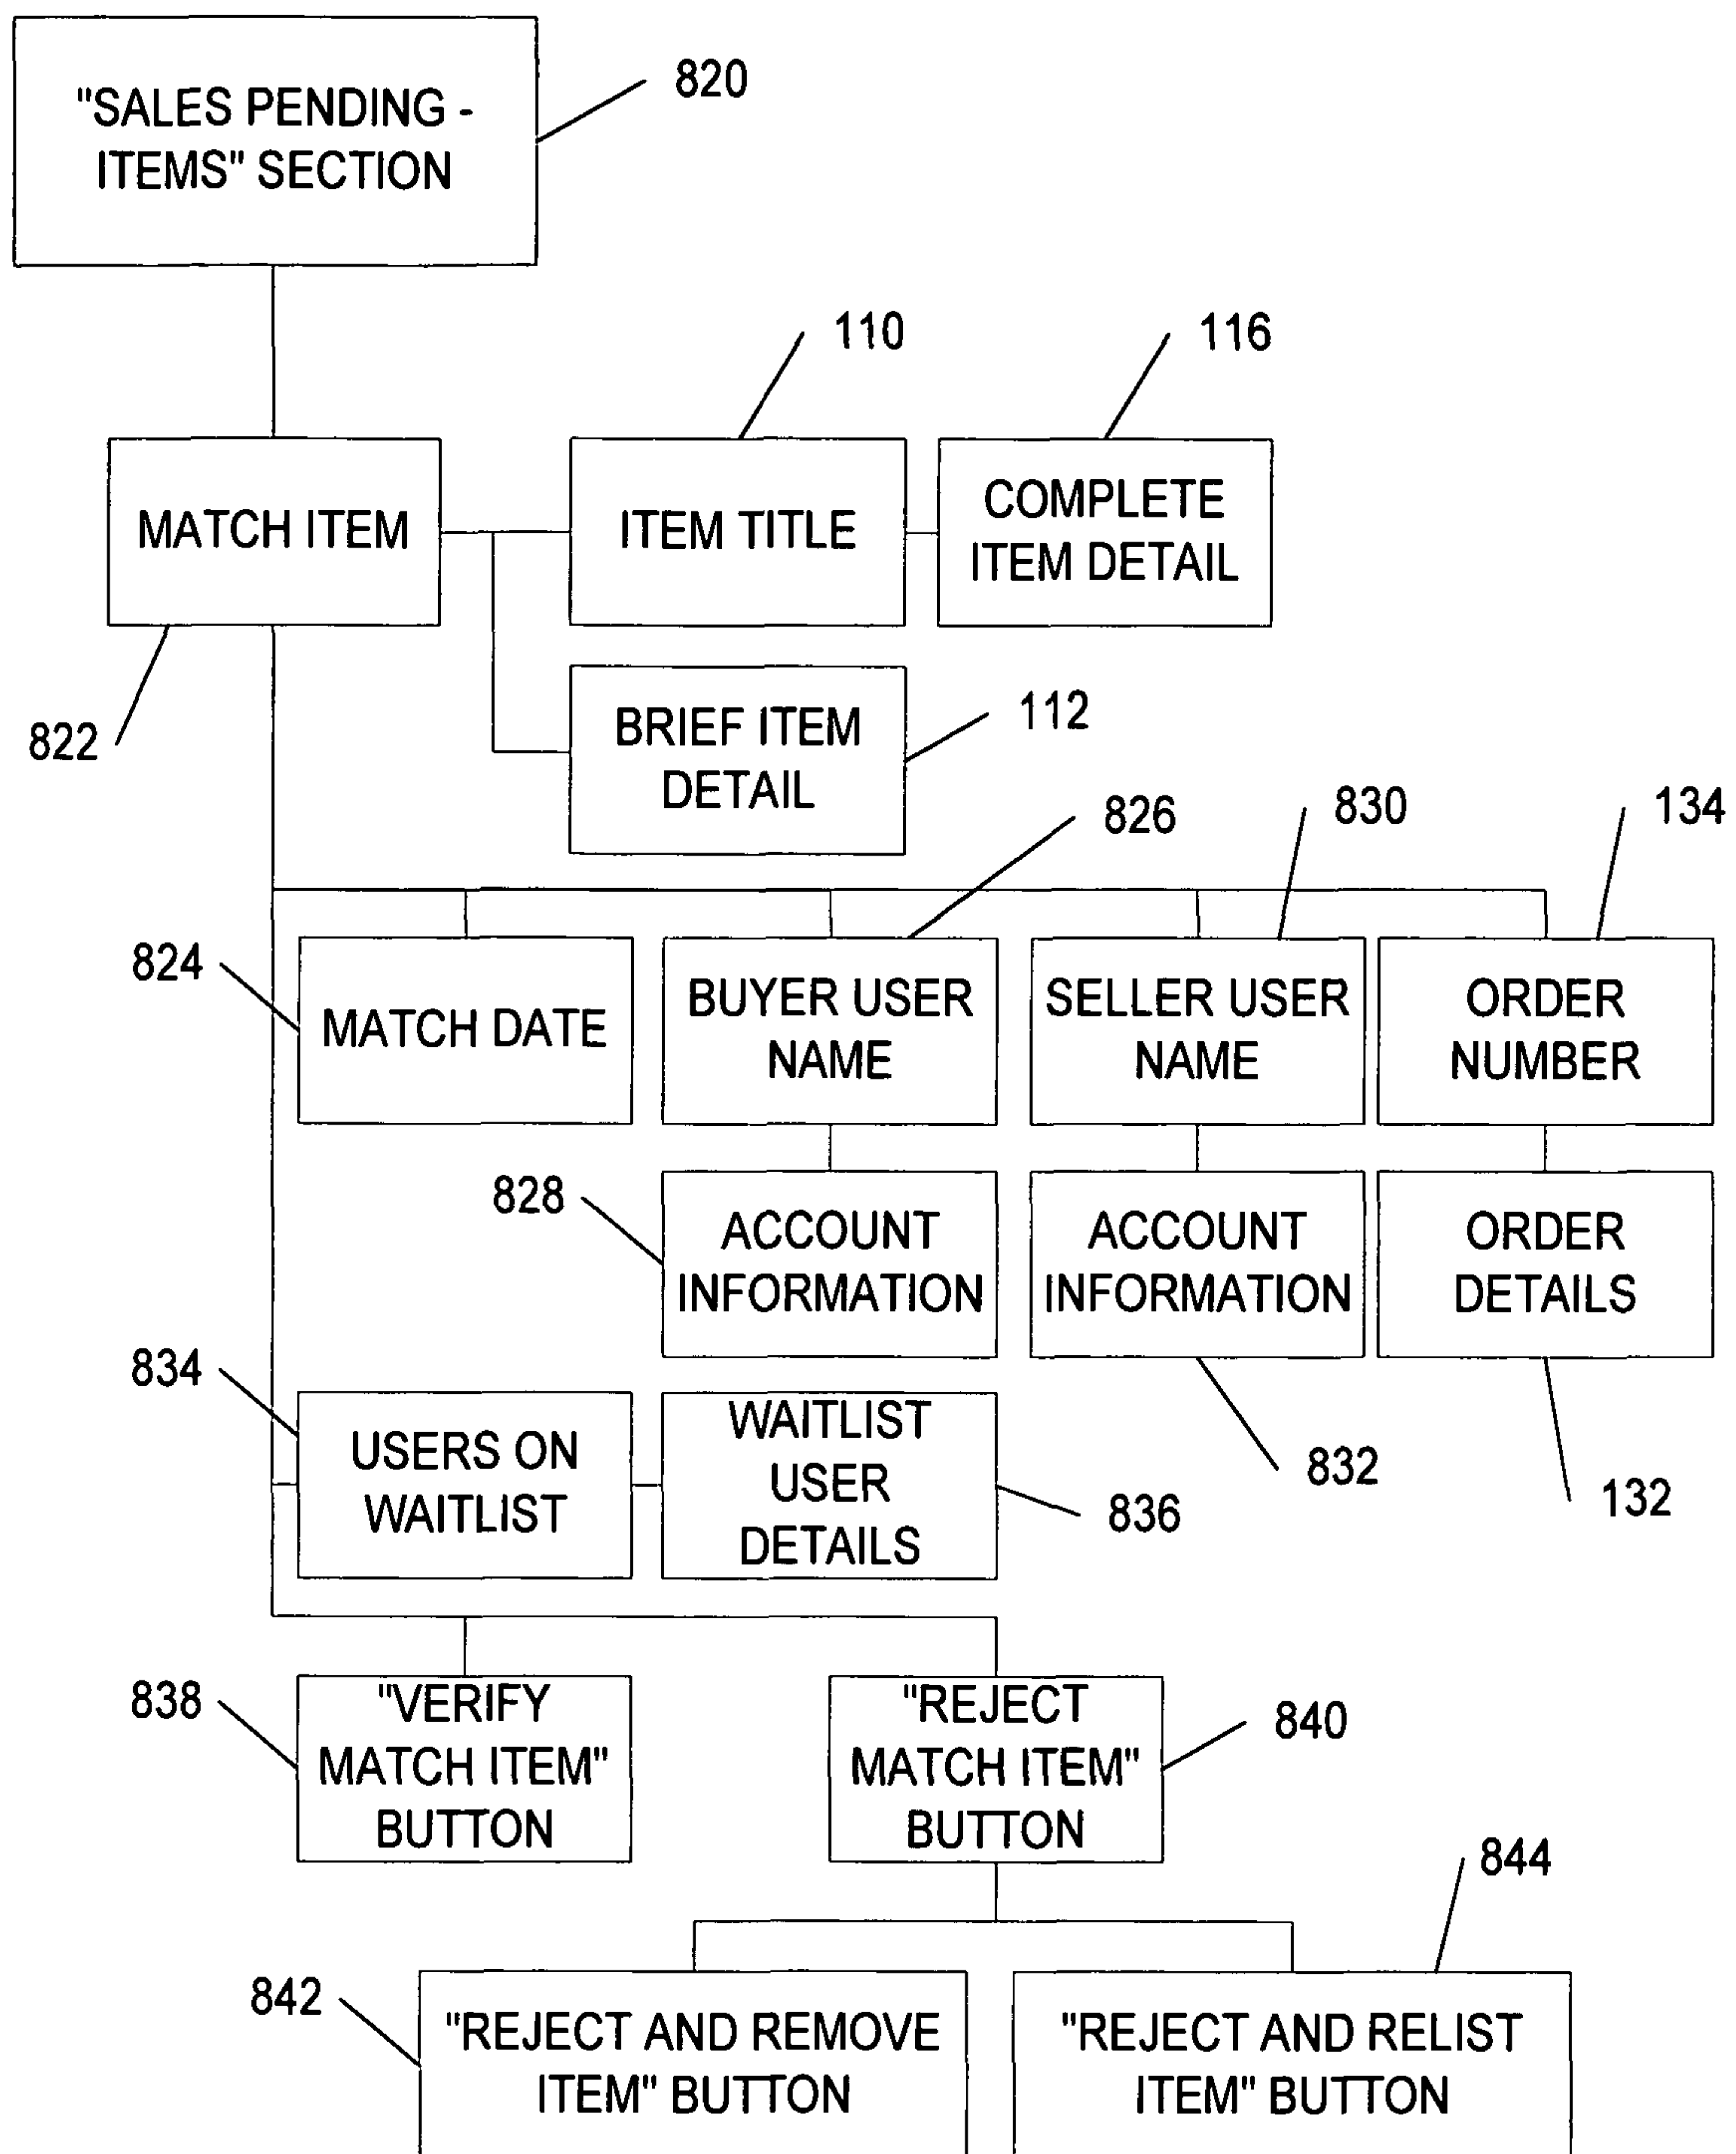 "SALES PENDING -
ITEMS" SECTION
820
110
116
MATCH ITEM
ITEM TITLE
COMPLETE
ITEM DETAIL
822
BRIEF ITEM
DETAIL
112
826
830
134
824
MATCH DATE
BUYER USER
NAME
SELLER USER
NAME
ORDER
NUMBER
828
ACCOUNT
INFORMATION
ACCOUNT
INFORMATION
ORDER
DETAILS
834
USERS ON
WAITLIST
WAITLIST
USER
DETAILS
836
832
132
838
"VERIFY
MATCH ITEM"
BUTTON
"REJECT
MATCH ITEM"
BUTTON
840
844
842
"REJECT AND REMOVE
ITEM" BUTTON
"REJECT AND RELIST
ITEM" BUTTON